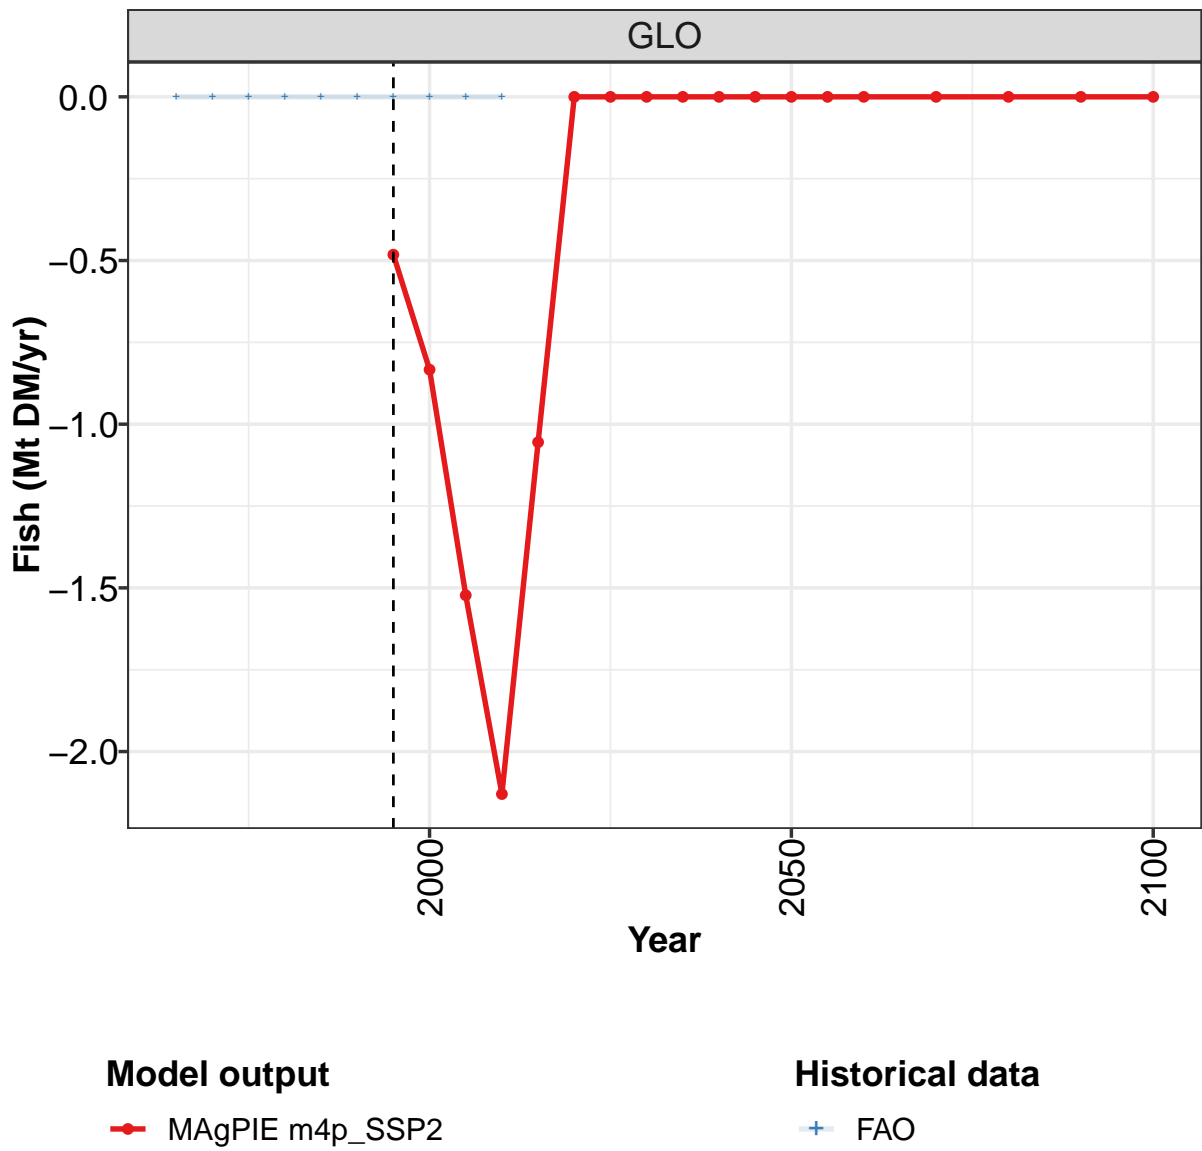 GLO
0.0
−0.5
−1.0
−1.5
−2.0
Fish (Mt DM/yr)
2000
2050
2100
Year
Model output
Historical data
MAgPIE m4p_SSP2
FAO